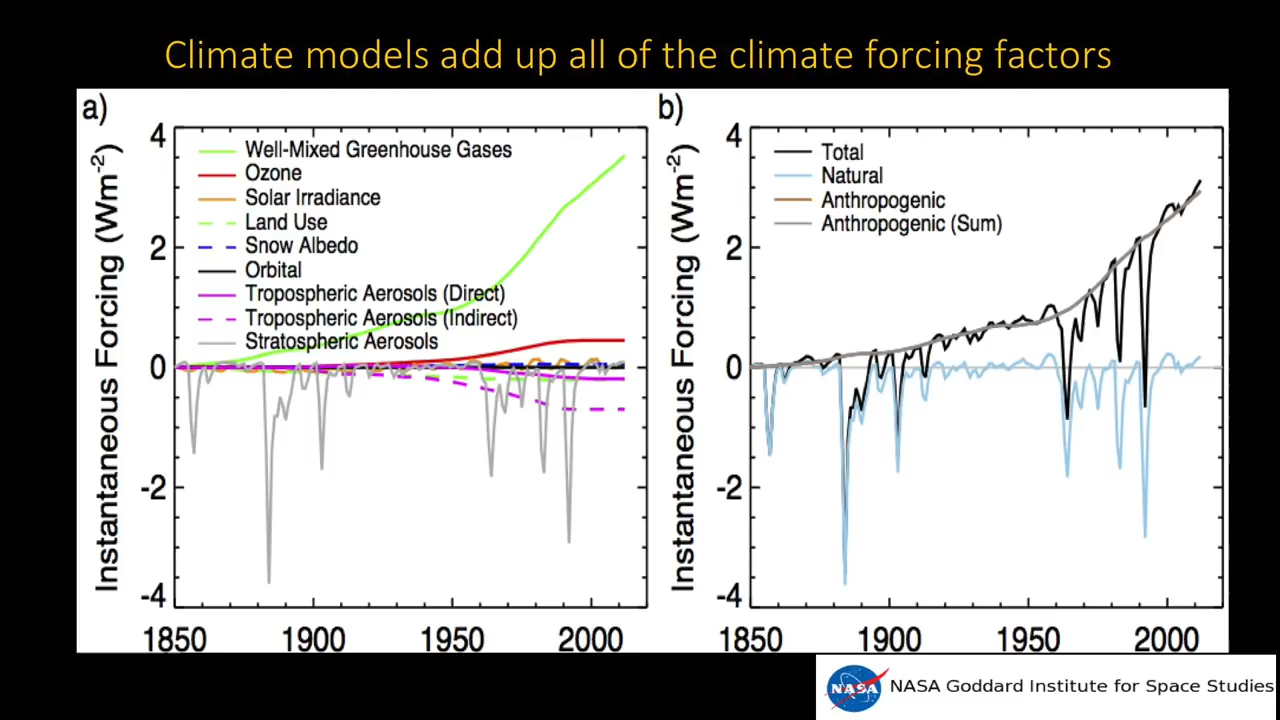 Climate models add up all of the climate forcing factors
a)
Instantaneous Forcing (Wm-2)
4
2
0
-2
-4
Well-Mixed Greenhouse Gases
Ozone
Solar Irradiance
Land Use
Snow Albedo
Orbital
Tropospheric Aerosols (Direct)
Tropospheric Aerosols (Indirect)
Stratospheric Aerosols
1850 1900 1950 2000
b)
Instantaneous Forcing (Wm-2)
4
2
0
-2
-4
Total
Natural
Anthropogenic
Anthropogenic (Sum)
1850 1900 1950 2000
NASA
NASA Goddard Institute for Space Studies